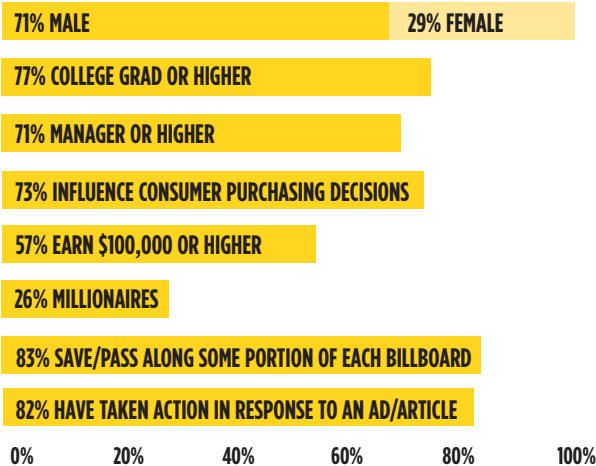 71% MALE 29% FEMALE
77% COLLEGE GRAD OR HIGHER
71% MANAGER OR HIGHER
73% INFLUENCE CONSUMER PURCHASING DECISIONS
57% EARN $100,000 OR HIGHER
26% MILLIONAIRES
83% SAVE/PASS ALONG SOME PORTION OF EACH BILLBOARD
82% HAVE TAKEN ACTION IN RESPONSE TO AN AD/ARTICLE
0% 20% 40% 60% 80% 100%